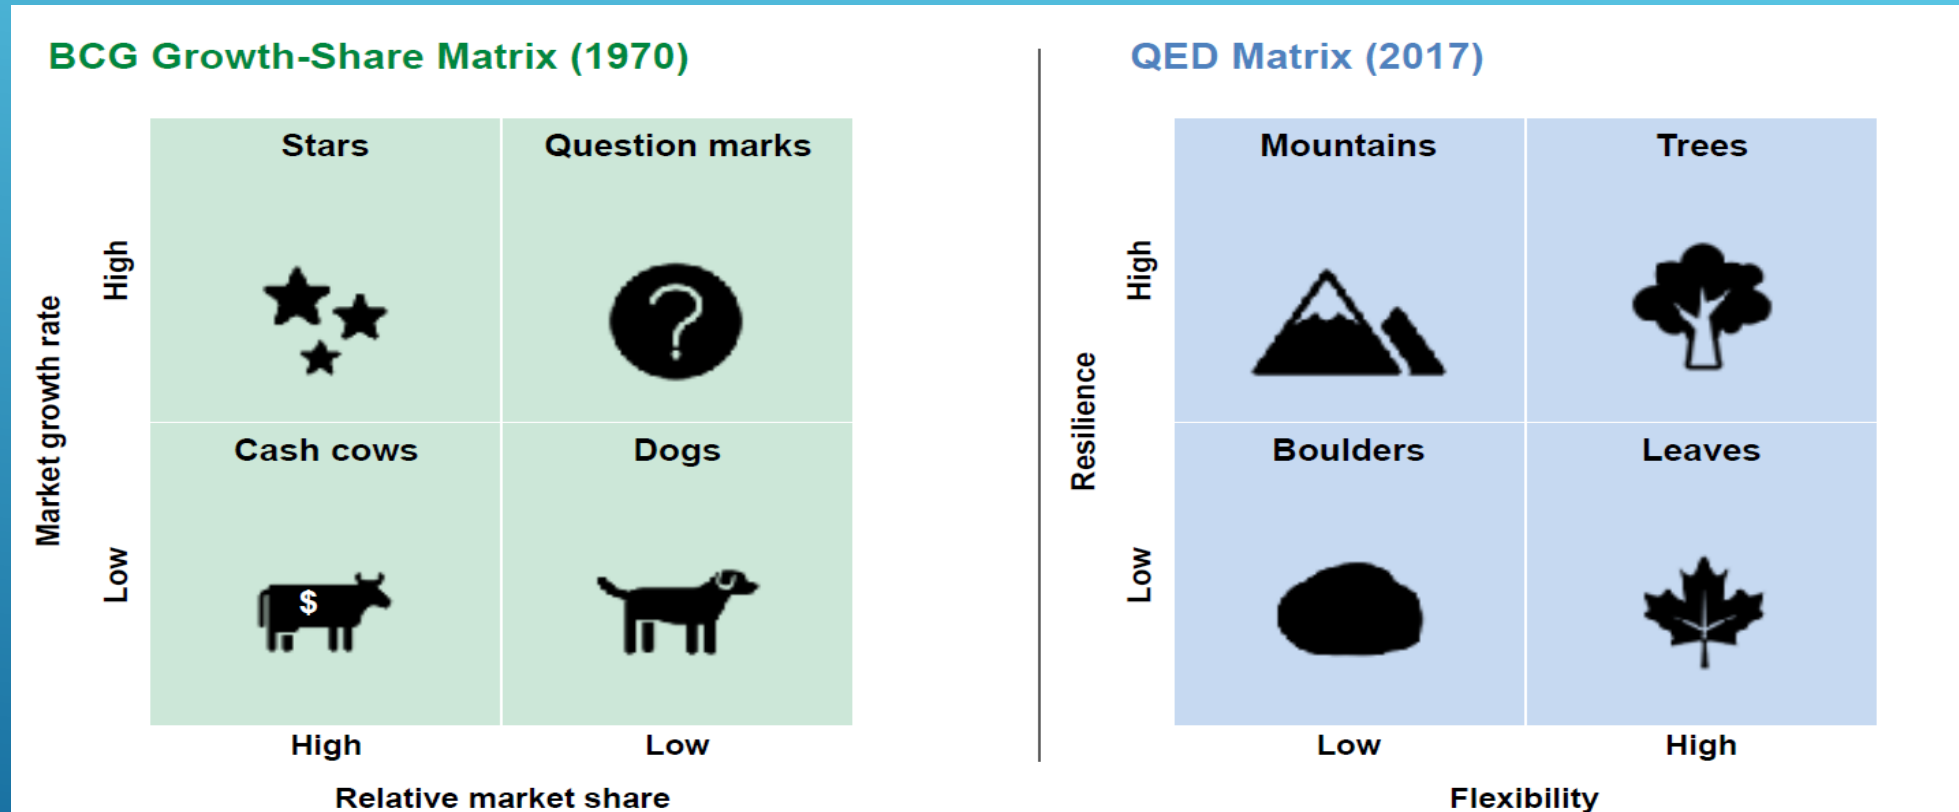 BCG Growth-Share Matrix (1970)
Market growth rate
High
Low
Stars
Question marks
?
Cash cows
$
Dogs
High
Low
Relative market share
QED Matrix (2017)
Resilience
High
Low
Mountains
Trees
Boulders
Leaves
Low
High
Flexibility